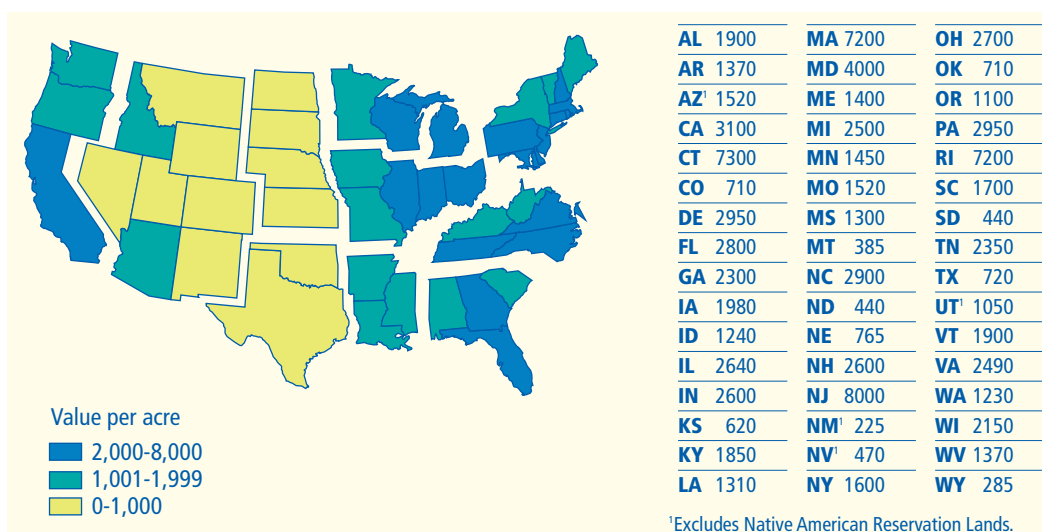 AL 1900 MA 7200 OH 2700
AR 1370 MD 4000 OK 710
AZ¹ 1520 ME 1400 OR 1100
CA 3100 MI 2500 PA 2950
CT 7300 MN 1450 RI 7200
CO 710 MO 1520 SC 1700
DE 2950 MS 1300 SD 440
FL 2800 MT 385 TN 2350
GA 2300 NC 2900 TX 720
IA 1980 ND 440 UT¹ 1050
ID 1240 NE 765 VT 1900
IL 2640 NH 2600 VA 2490
IN 2600 NJ 8000 WA 1230
KS 620 NM¹ 225 WI 2150
KY 1850 NV¹ 470 WV 1370
LA 1310 NY 1600 WY 285
¹Excludes Native American Reservation Lands.
Value per acre
2,000-8,000
1,001-1,999
0-1,000